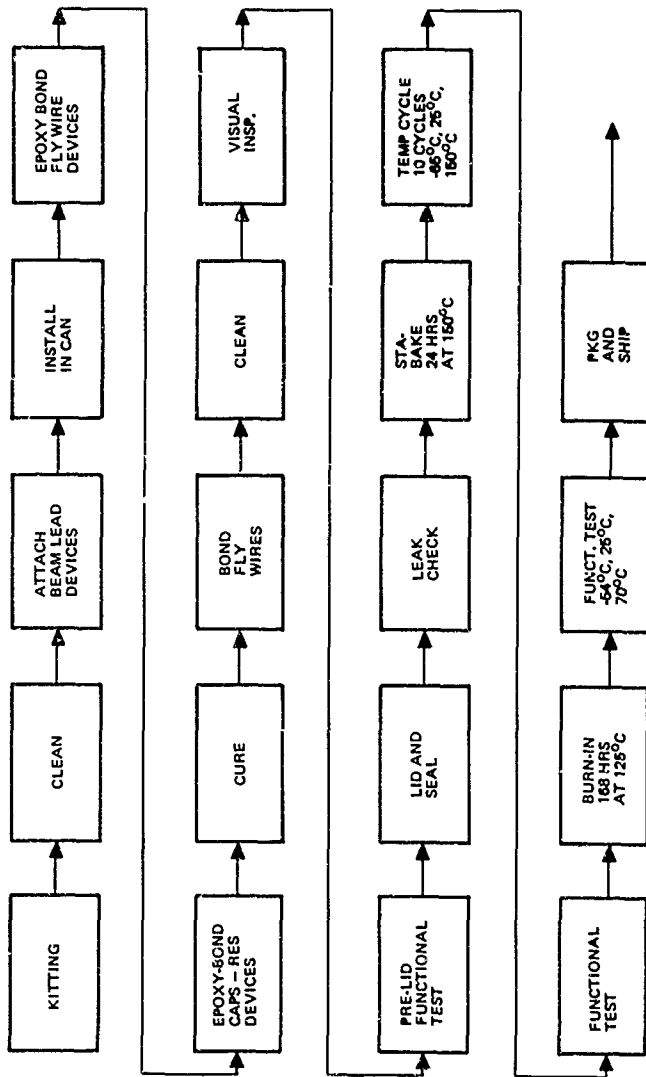 KITTING
CLEAN
ATTACH
BEAM LEAD
DEVICES
INSTALL
IN CAN
EPOXY BOND
FLY WIRE
DEVICES
EPOXY-BOND
CAPS – RES
DEVICES
CURE
BOND
FLY
WIRES
CLEAN
VISUAL
INSP.
PRE-LID
FUNCTIONAL
TEST
LID AND
SEAL
LEAK
CHECK
STA-
BAKE
24 HRS
AT 150°C
TEMP CYCLE
10 CYCLES
-65°C, 25°C,
150°C
FUNCTIONAL
TEST
BURN-IN
168 HRS
AT 125°C
FUNCT. TEST
-54°C, 25°C,
70°C
PKG
AND
SHIP